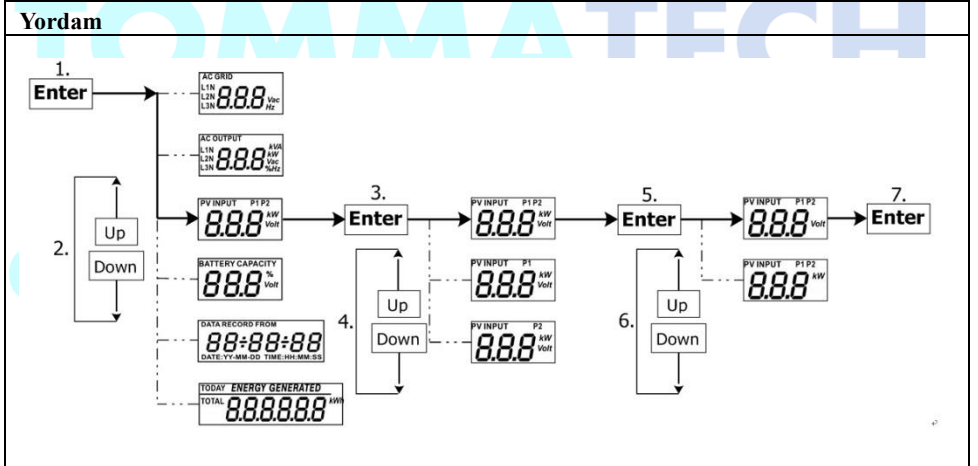 TOMMATECH
Yordam
1.
Enter
AC GRID
L1N
L2N
L3N
8.8.8
Vac
Hz
AC OUTPUT
L1N
L2N
L3N
8.8.8
kVA
kW
Vac
%Hz
2.
Up
Down
PV INPUT P1 P2
8.8.8
kW
Volt
BATTERY CAPACITY
88.8
%
Volt
DATA RECORD FROM
88:88:88
DATE:YY-MM-DD TIME:HH:MM:SS
TODAY ENERGY GENERATED
TOTAL 8.8.8.8.8.8 kWh
3.
Enter
4.
Up
Down
PV INPUT P1 P2
8.8.8
kW
Volt
PV INPUT P1
8.8.8
kW
Volt
PV INPUT P2
8.8.8
kW
Volt
5.
Enter
6.
Up
Down
PV INPUT P1 P2
8.8.8
Volt
PV INPUT P1 P2
8.8.8
kW
7.
Enter